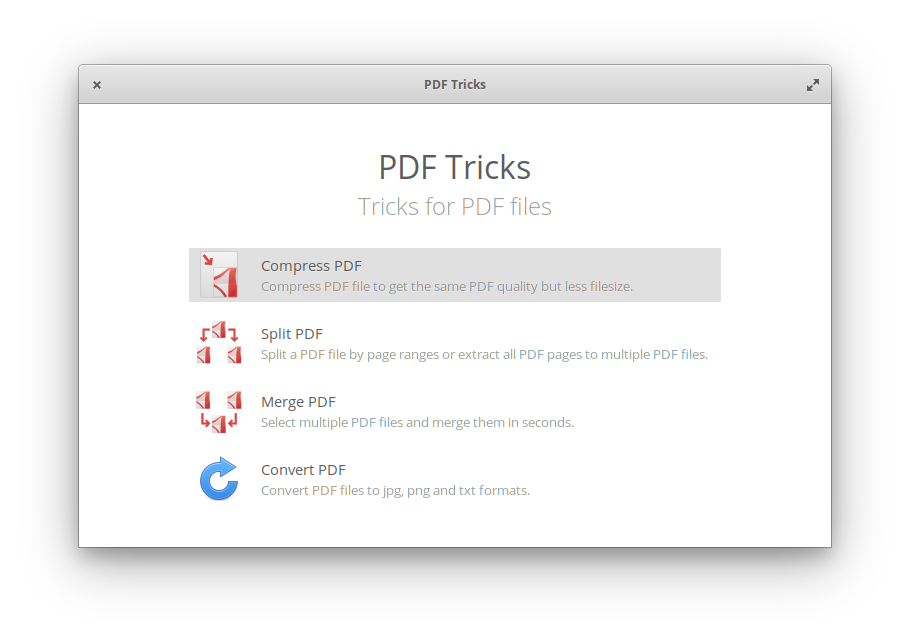 PDF Tricks
PDF Tricks
Tricks for PDF files
Compress PDF
Compress PDF file to get the same PDF quality but less filesize.
Split PDF
Split a PDF file by page ranges or extract all PDF pages to multiple PDF files.
Merge PDF
Select multiple PDF files and merge them in seconds.
Convert PDF
Convert PDF files to jpg, png and txt formats.